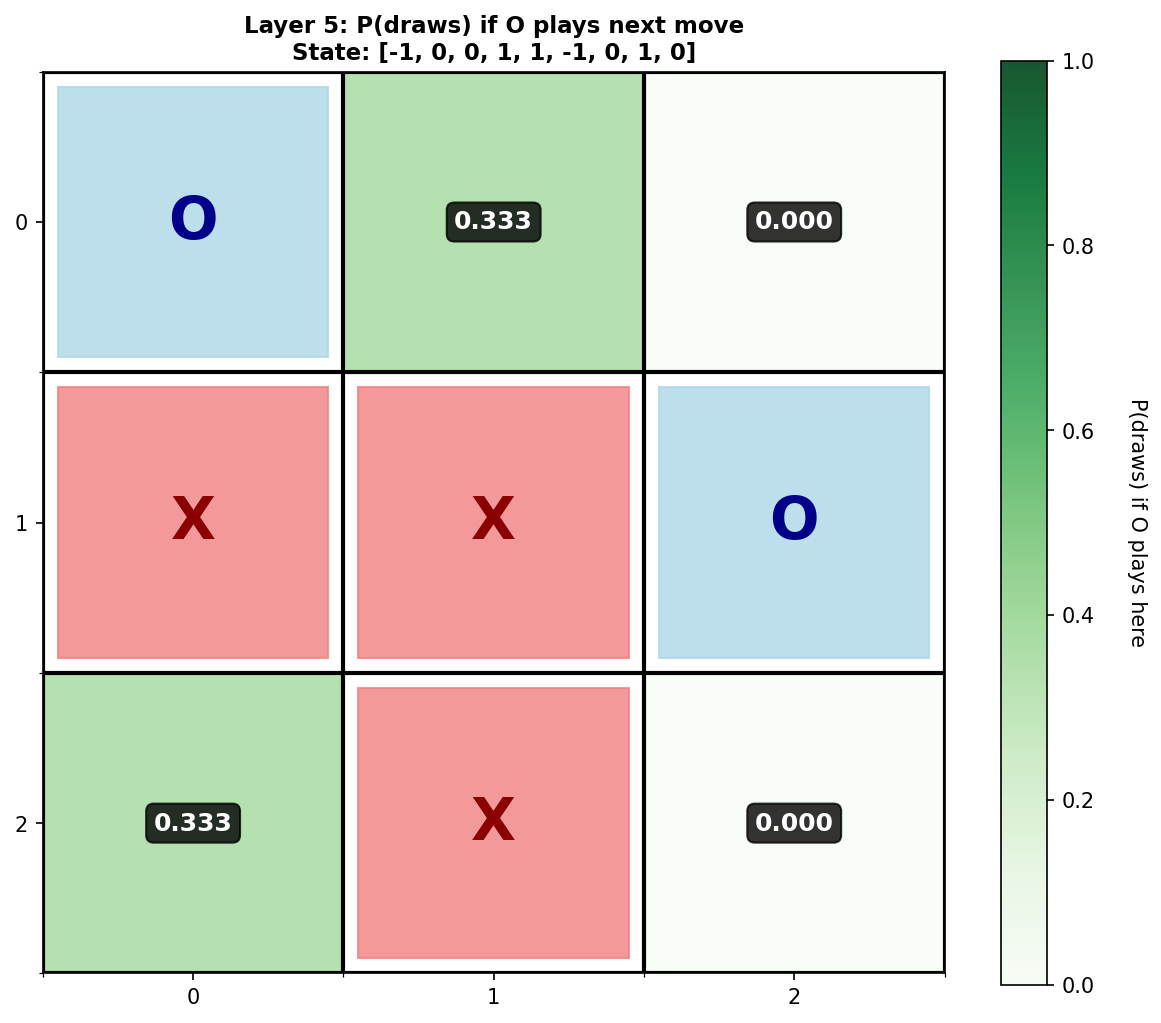 Layer 5: P(draws) if O plays next move
State: [-1, 0, 0, 1, 1, -1, 0, 1, 0]
1.0
0.8
0.6
0.4
0.2
0.0
P(draws) if O plays here
0
O
0.333
0.000
1
X
X
O
2
0.333
X
0.000
0
1
2